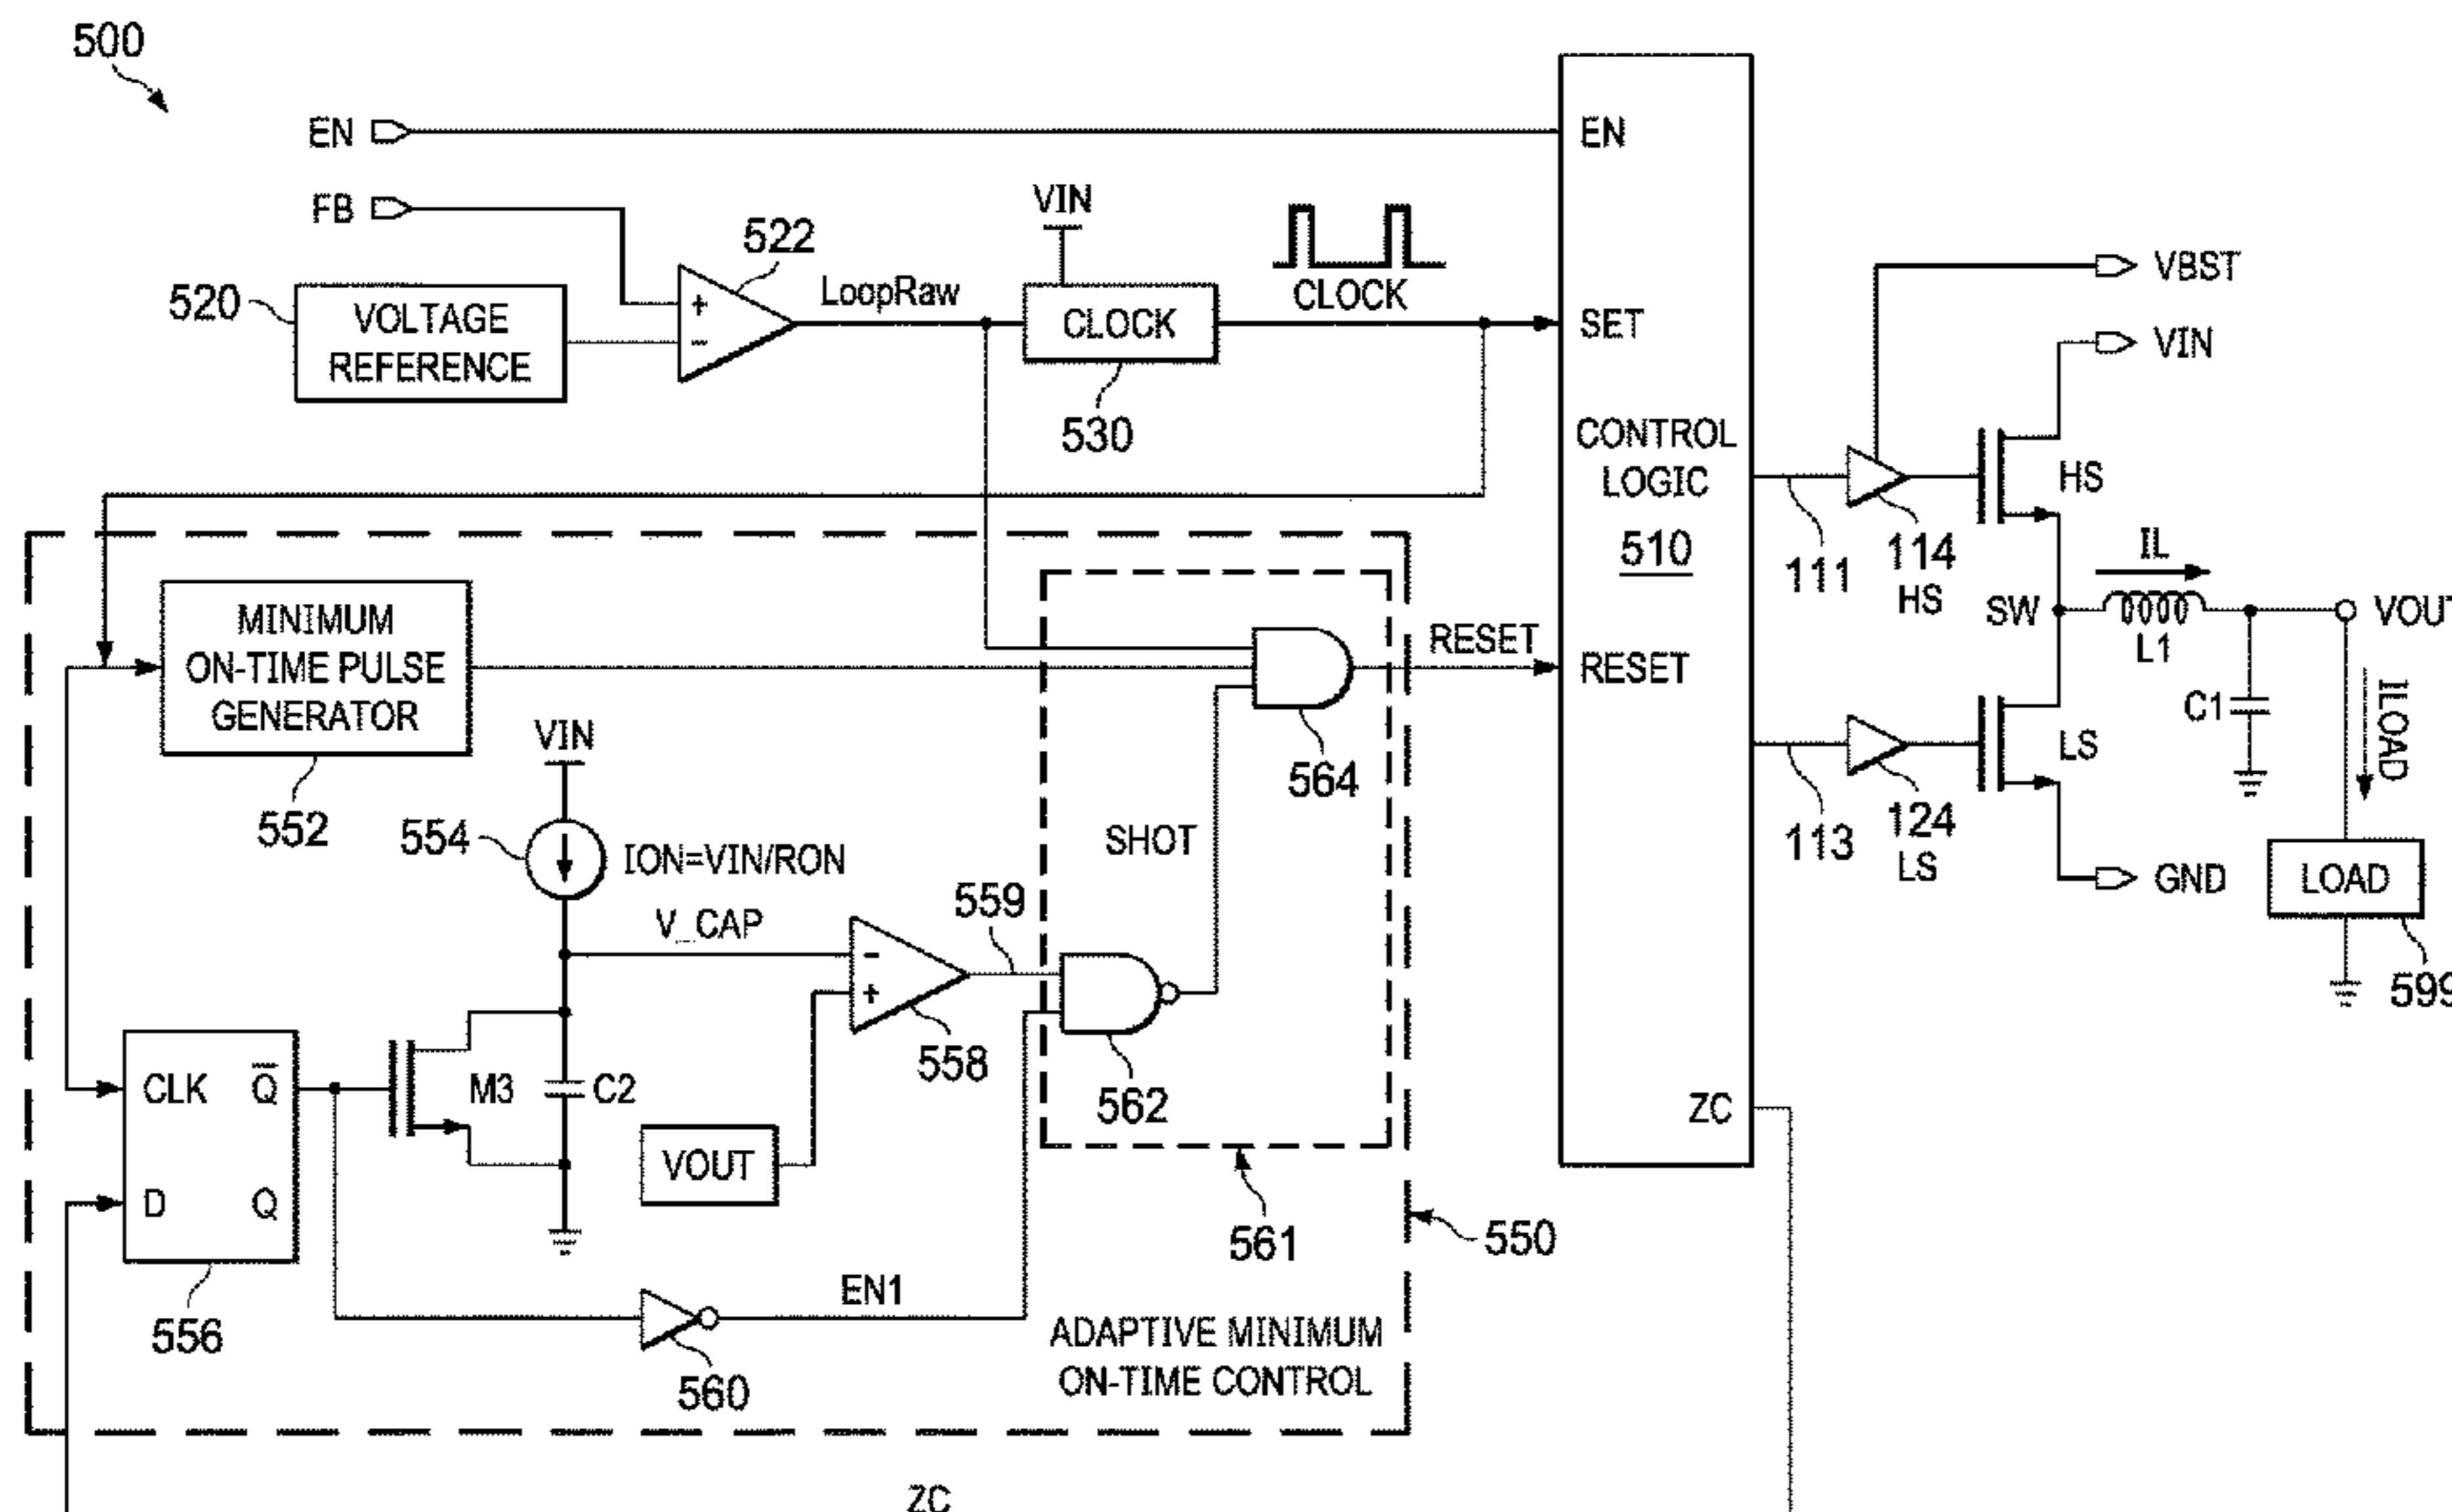 500
EN
EN
FB
VIN
522
LoopRaw
CLOCK
520
VOLTAGE
REFERENCE
+
-
CLOCK
530
SET
VBST
VIN
CONTROL
LOGIC
510
HS
111
114
HS
IL
SW
L1
VOUT
C1
ILOAD
MINIMUM
ON-TIME PULSE
GENERATOR
552
RESET
RESET
564
VIN
554
ION=VIN/RON
SHOT
LS
113
124
LS
GND
LOAD
599
V_CAP
559
-
+
558
562
CLK
Q
D
Q
M3
C2
VOUT
556
ZC
561
550
EN1
560
ADAPTIVE MINIMUM
ON-TIME CONTROL
ZC